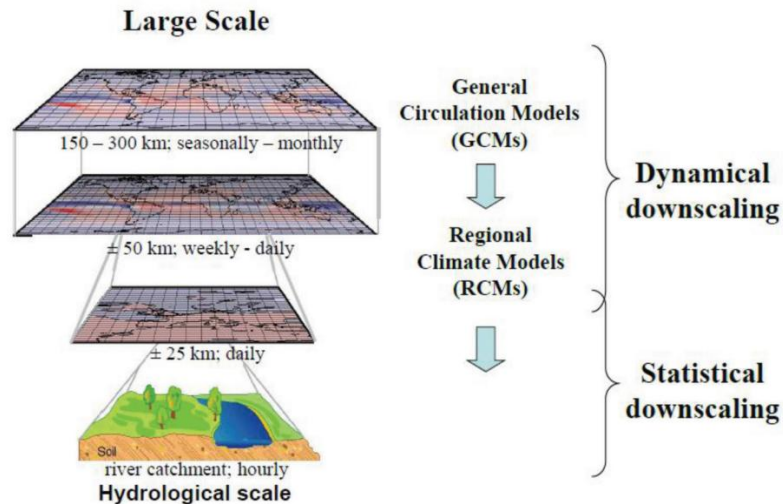 Large Scale
150 – 300 km; seasonally – monthly
± 50 km; weekly - daily
± 25 km; daily
Soil
river catchment; hourly
Hydrological scale
General
Circulation Models
(GCMs)
Regional
Climate Models
(RCMs)
Dynamical
downscaling
Statistical
downscaling